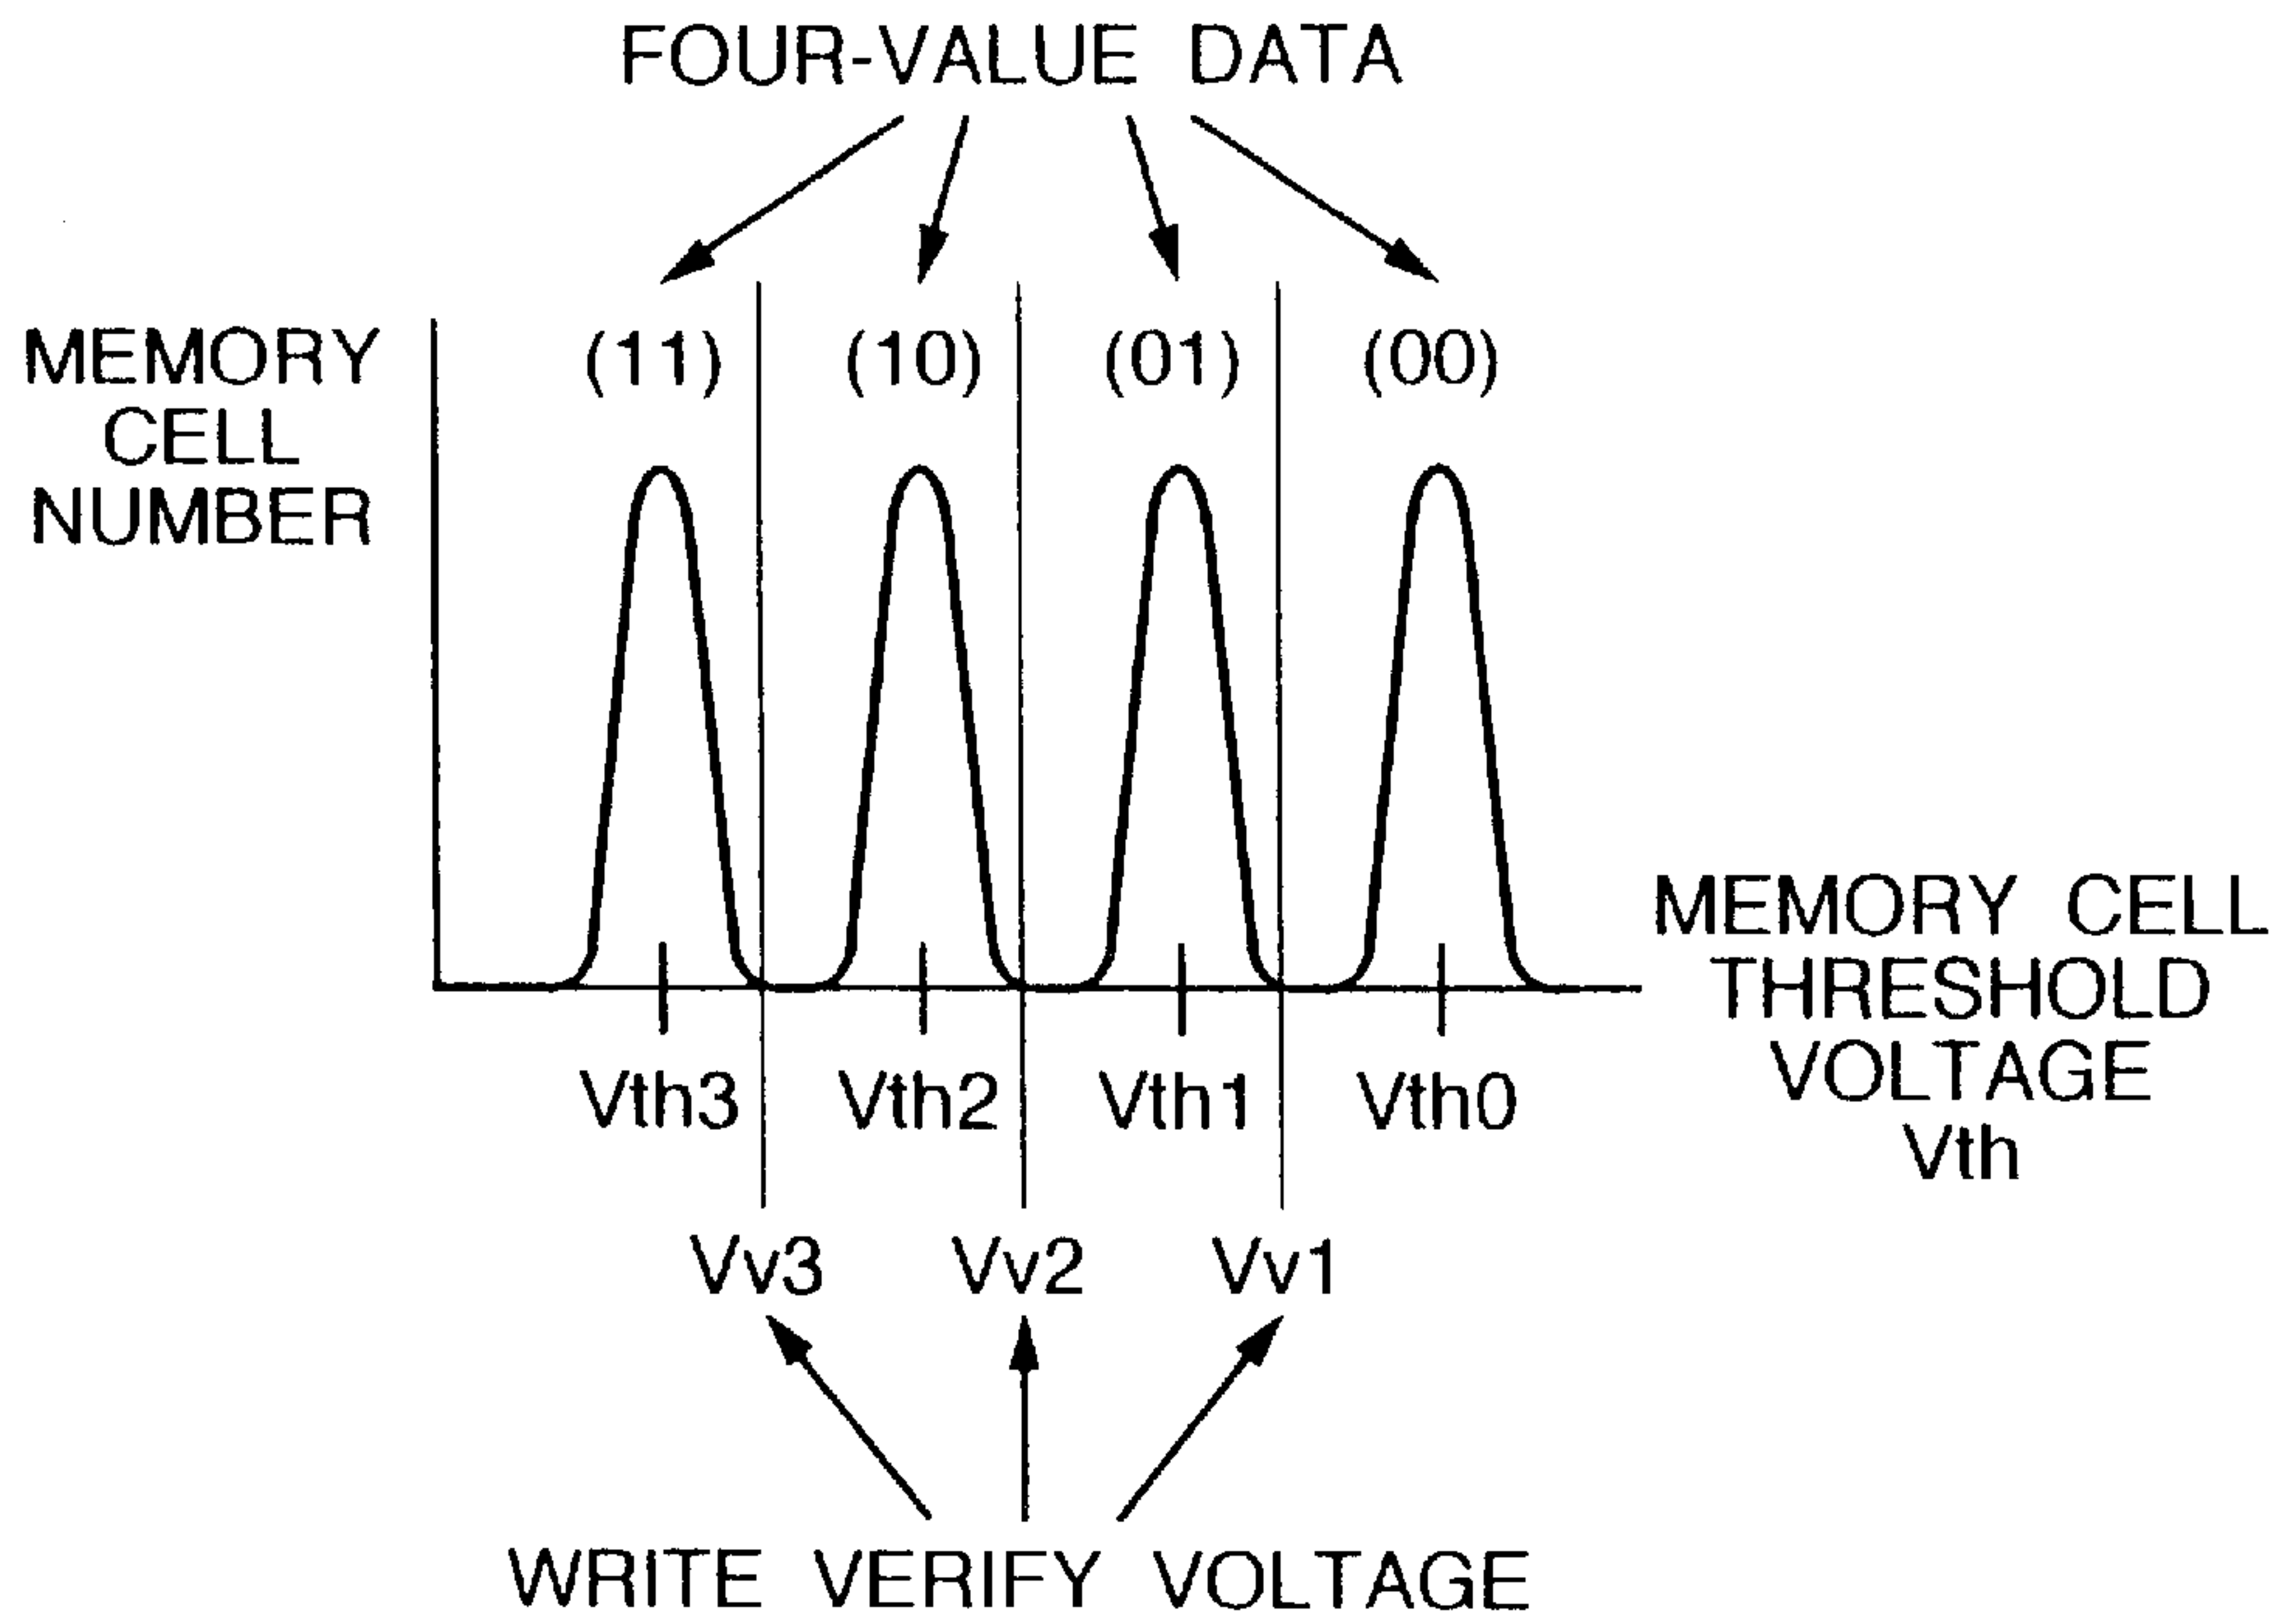 FOUR-VALUE DATA
MEMORY
CELL
NUMBER
(11) (10) (01) (00)
MEMORY CELL
THRESHOLD
VOLTAGE
Vth
Vth3 Vth2 Vth1 Vth0
Vv3 Vv2 Vv1
WRITE VERIFY VOLTAGE